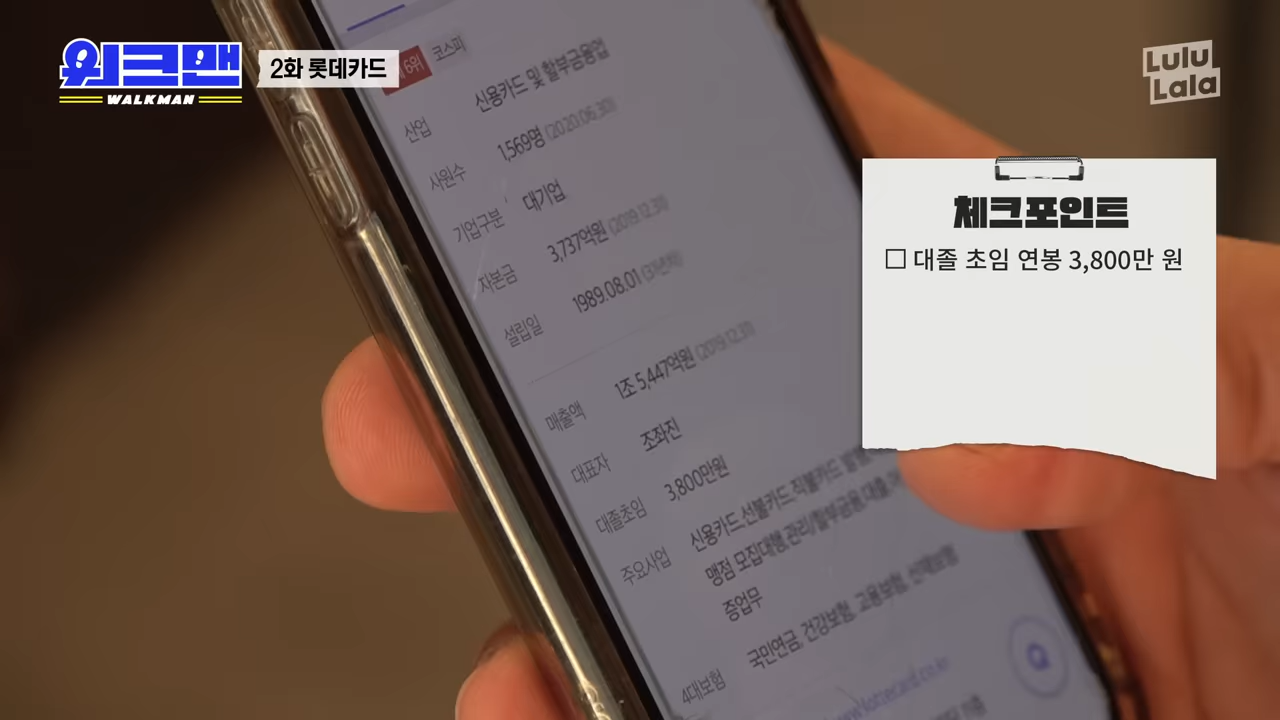 워크맨
WALKMAN
2화 롯데카드
Lulu
Lala
체크포인트
□ 대졸 초임 연봉 3,800만 원
6위 코스피
산업 신용카드 및 할부금융업
사원수 1,569명 (2020.06.30)
기업구분 대기업
자본금 3,737억원 (2019.12.31)
설립일 1989.08.01
매출액 1조 5,447억원 (2019.12.31)
대표자 조좌진
대졸초임 3,800만원
주요사업 신용카드,선불카드,직불카드
맹점 모집대행,관리/할부금융,대출
증업무
4대보험 국민연금, 건강보험, 고용보험, 산재보험
www.lottecard.co.kr